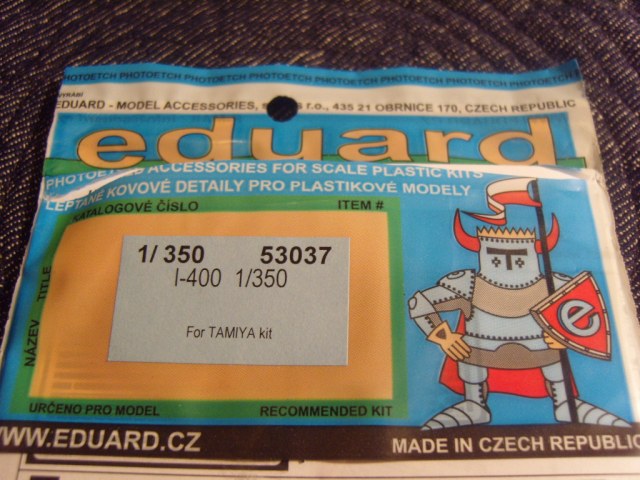 PHOTOETCH PHOTOETCH PHOTOETCH PHOTOETCH PHOTOETCH PHOTOETCH PHOTOETCH PHOTOETCH
EDUARD - MODEL ACCESSORIES, r.o., 435 21 OBRNICE 170, CZECH REPUBLIC
eduard
ACCESSORIES FOR SCALE PLASTIC KITS
LEPTANÉ KOVOVÉ DETAILY PRO PLASTIKOVÉ MODELY
KATALOGOVÉ ČÍSLO ITEM #
1/350 53037
I-400 1/350
For TAMIYA kit
NÁZEV TITLE
e
URČENO PRO MODEL RECOMMENDED KIT
WWW.EDUARD.CZ MADE IN CZECH REPUBLIC